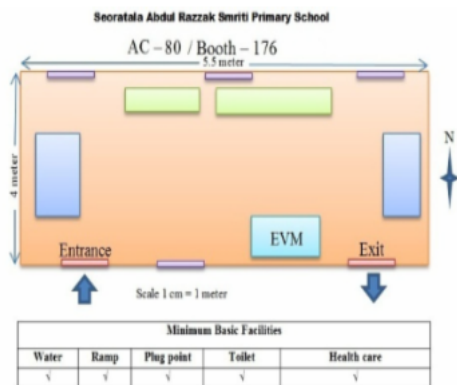 Seoratala Abdul Razzak Smriti Primary School
AC – 80 / Booth – 176
5.5 meter
4 meter
N
EVM
Entrance
Exit
Scale 1 cm = 1 meter
Minimum Basic Facilities
Water Ramp Plug point Toilet Health care
√ √ √ √ √